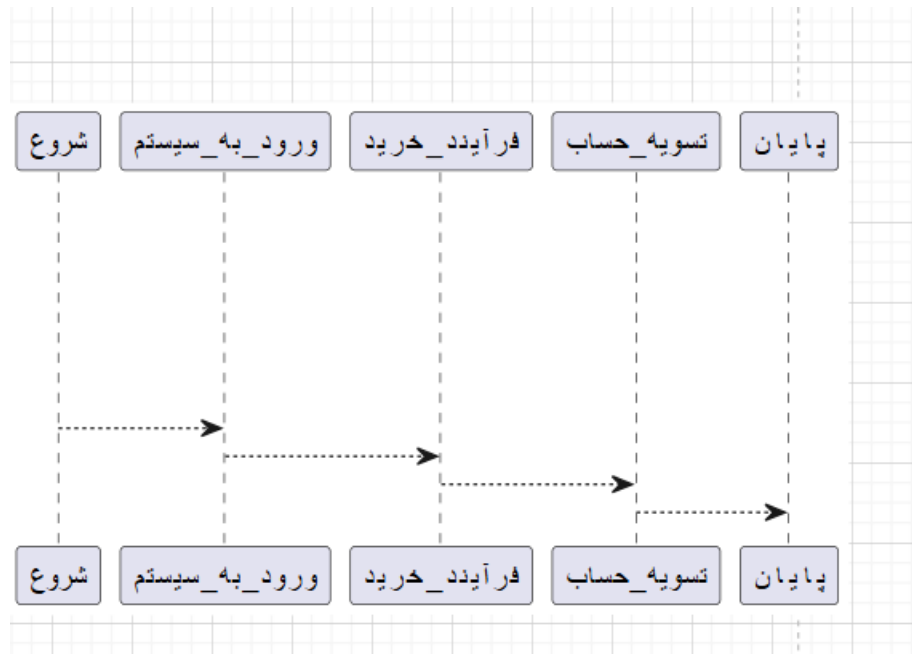 شروع
ورود_به_سیستم
فرآیند_خرید
تسویه_حساب
پایان
شروع
ورود_به_سیستم
فرآیند_خرید
تسویه_حساب
پایان